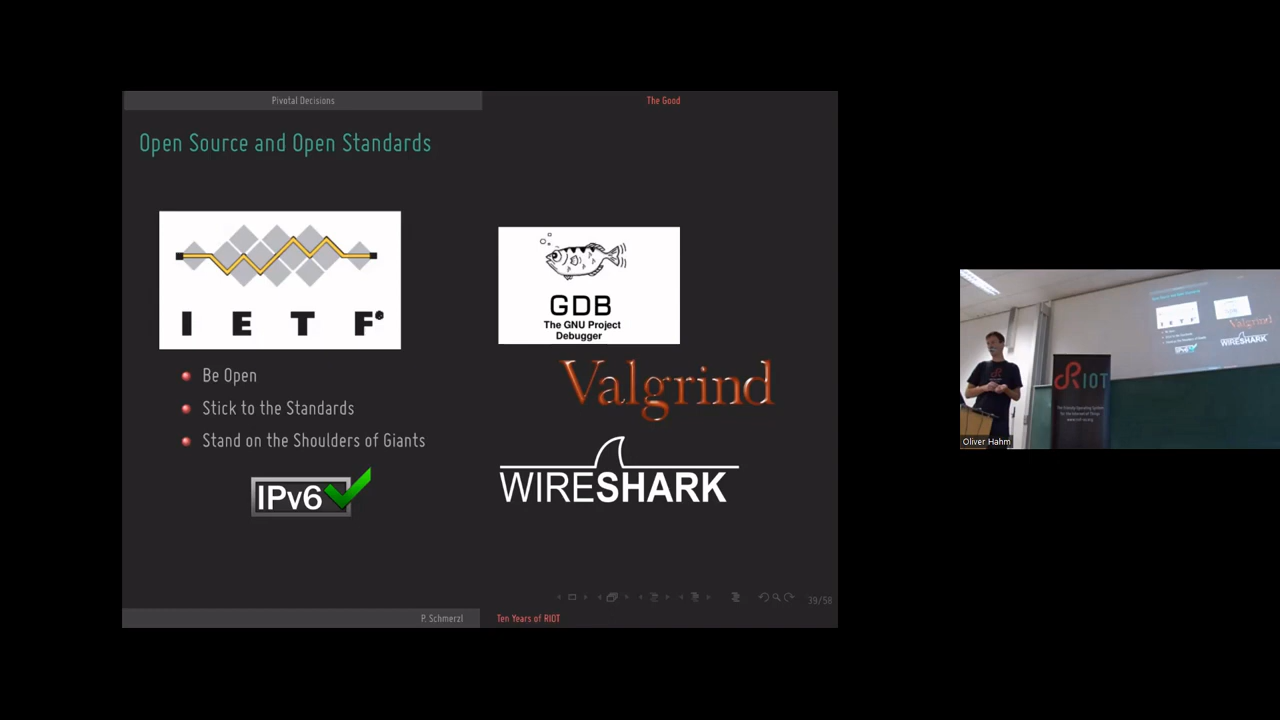 Pivotal Decisions
The Good
Open Source and Open Standards
IETF®
Be Open
Stick to the Standards
Stand on the Shoulders of Giants
IPv6
GDB
The GNU Project
Debugger
Valgrind
WIRESHARK
39/58
P. Schmerzl
Ten Years of RIOT
RIOT
Oliver Hahm